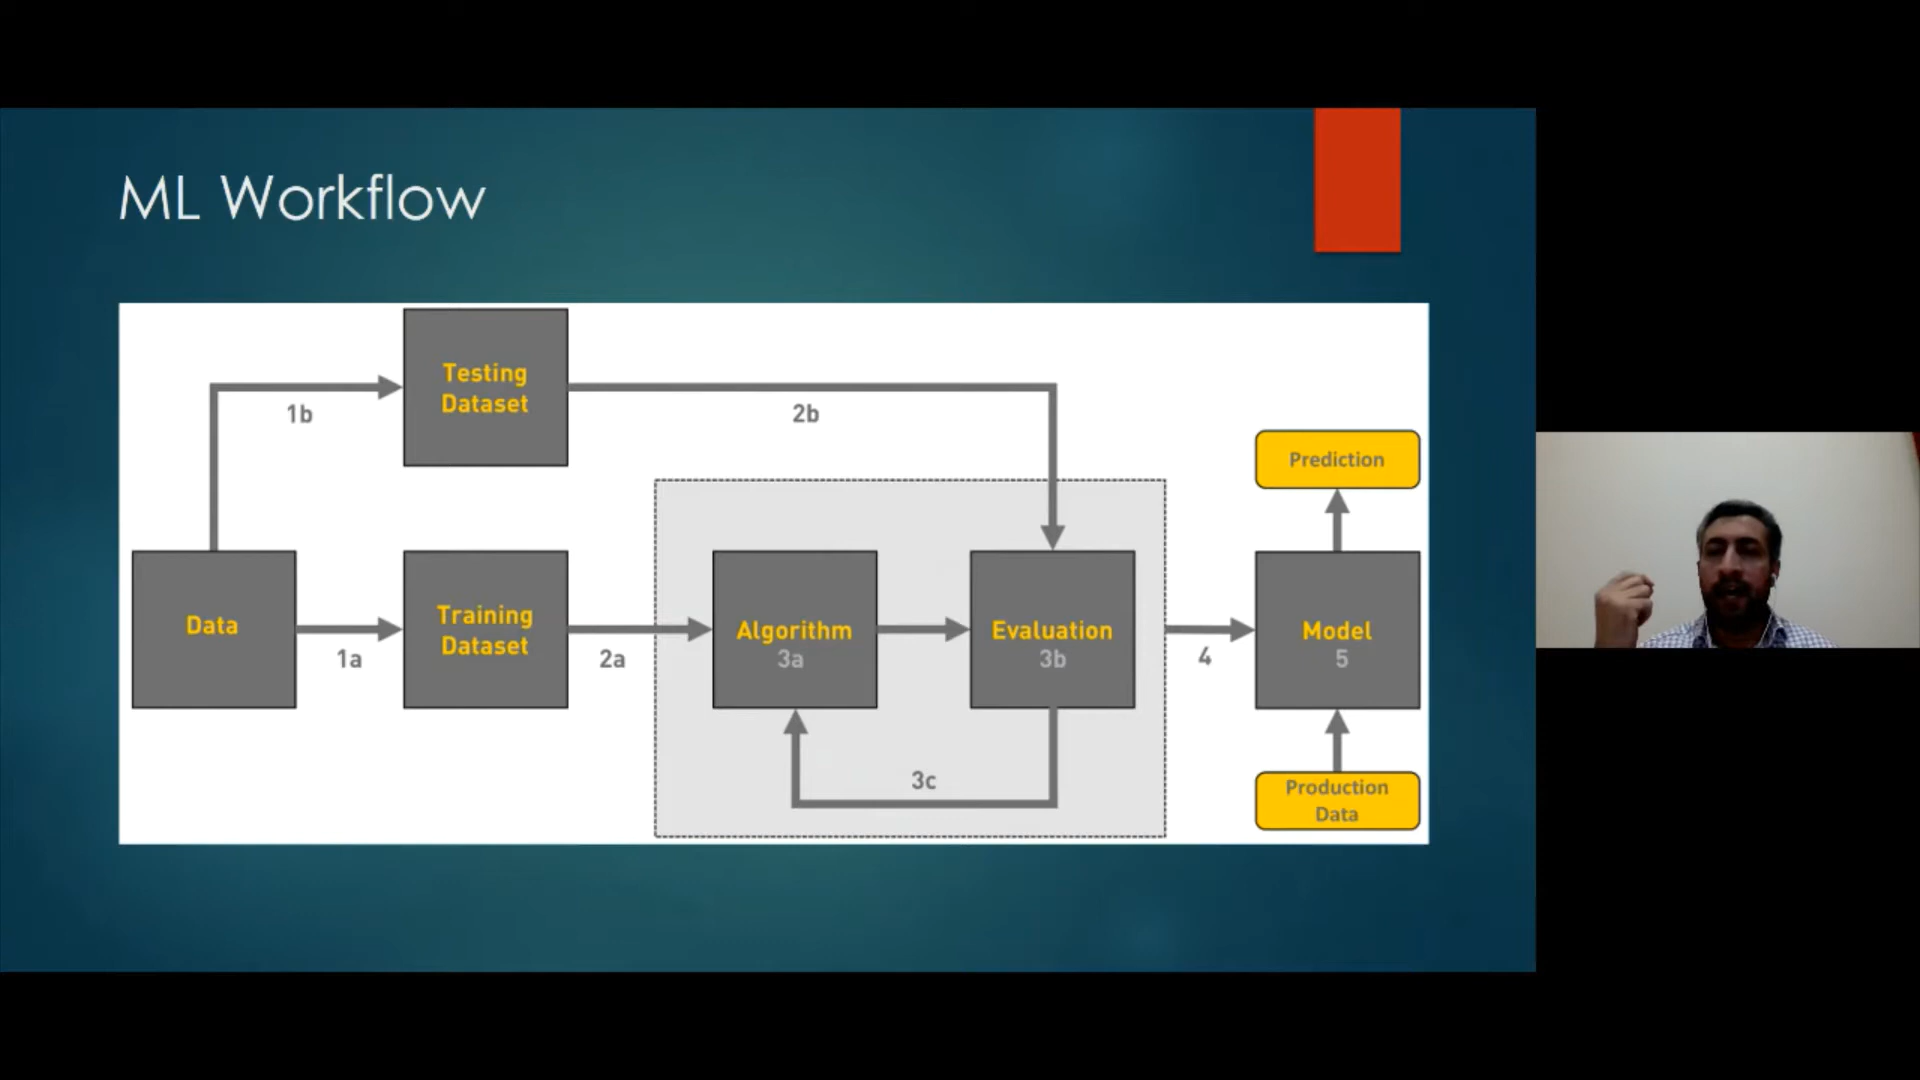 ML Workflow
Testing
Dataset
1b
2b
Prediction
Data
1a
Training
Dataset
2a
Algorithm
3a
Evaluation
3b
4
Model
5
3c
Production
Data